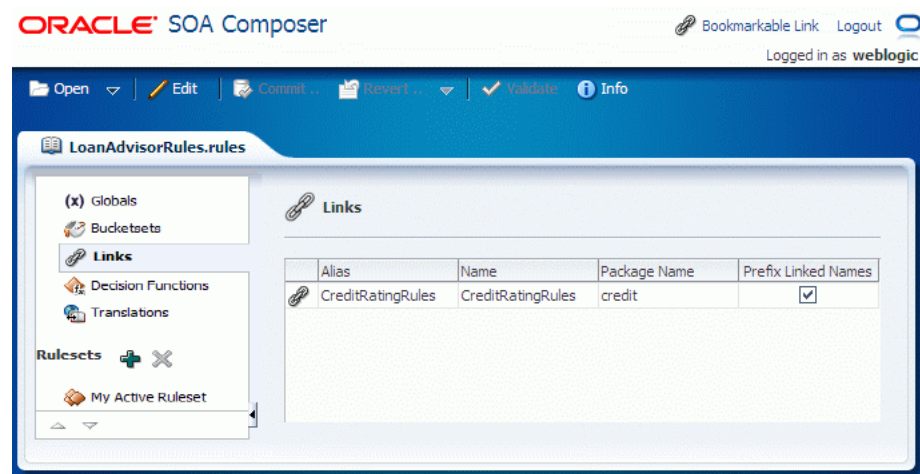 ORACLE SOA Composer
Bookmarkable Link Logout
Logged in as weblogic
Open Edit Commit .. Revert .. Validate Info
LoanAdvisorRules.rules
(x) Globals
Bucketsets
Links
Decision Functions
Translations
Rulesets
My Active Ruleset
Links
Alias Name Package Name Prefix Linked Names
CreditRatingRules CreditRatingRules credit